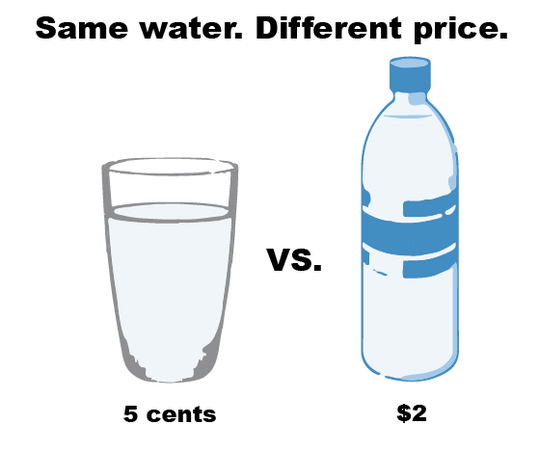 Same water. Different price.
vs.
5 cents
$2